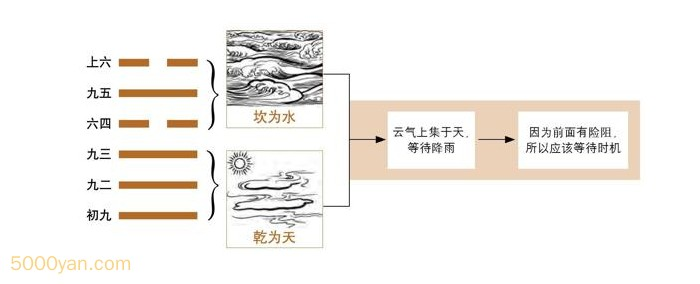 上六
九五
六四
九三
九二
初九
坎为水
乾为天
云气上集于天，
等待降雨
因为前面有险阻，
所以应该等待时机
5000yan.com